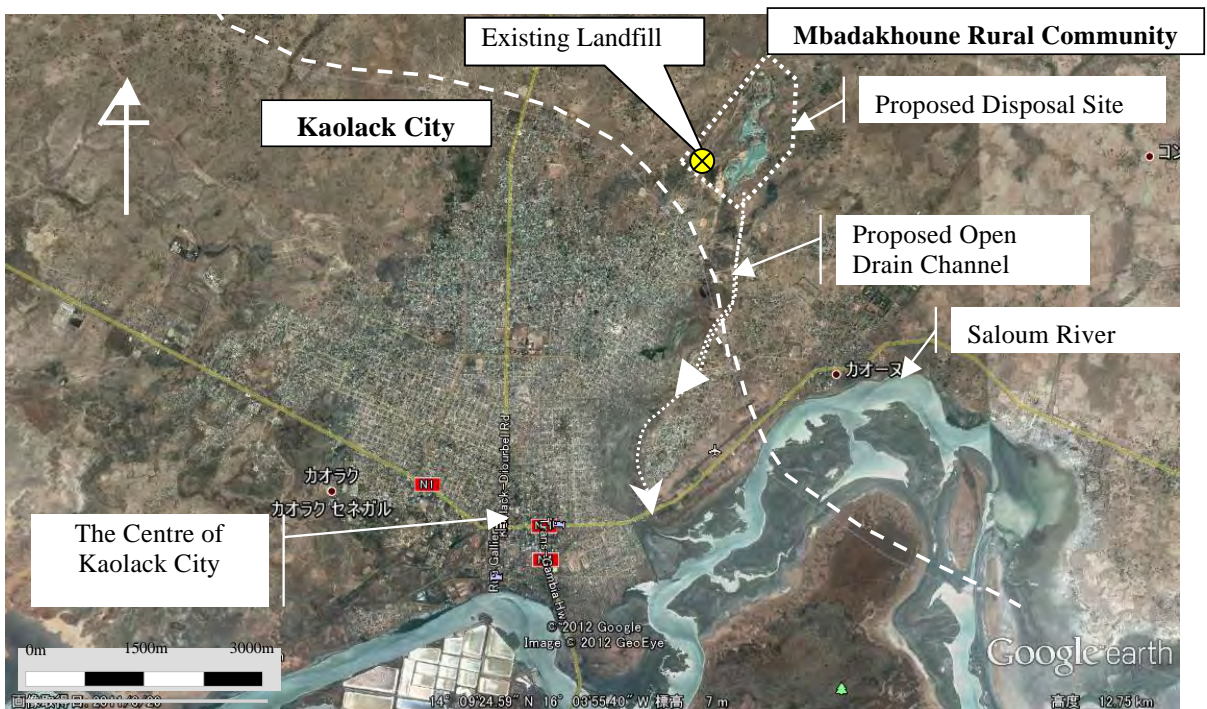 Existing Landfill
Mbadakhoune Rural Community
Kaolack City
Proposed Disposal Site
Proposed Open
Drain Channel
Saloum River
カオーヌ
カオラク
カオラク セネガル
N1
The Centre of
Kaolack City
© 2012 Google
Image © 2012 GeoEye
Google earth
0m 1500m 3000m
14° 09'24.59" N 16° 03'55.40" W 標高 7 m
高度 12.75 km